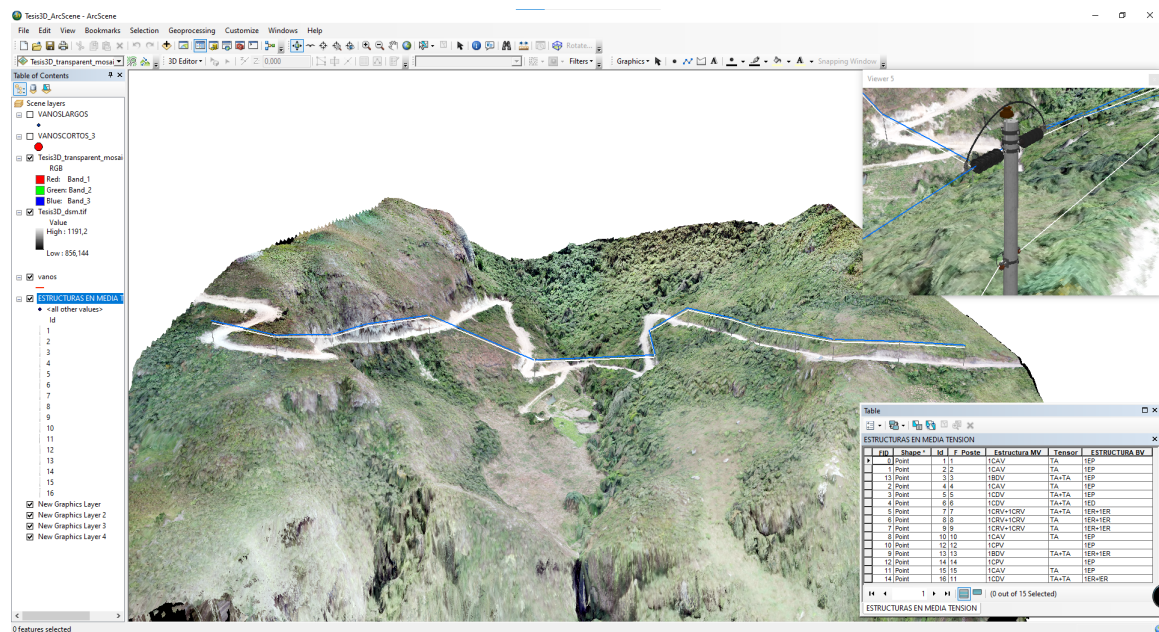 Tesis3D_ArcScene - ArcScene
File Edit View Bookmarks Selection Geoprocessing Customize Windows Help
Rotate...
Tesis3D_transparent_mosai 3D Editor 0.000 Filters Graphics A A Snapping Window
Table of Contents
Scene layers
VANOSLARGOS
VANOSCORTOS_3
Tesis3D_transparent_mosai
RGB
Red: Band_1
Green: Band_2
Blue: Band_3
Tesis3D_dsm.tif
Value
High : 1191,2
Low : 856,144
vanos
ESTRUCTURAS EN MEDIA T
<all other values>
Id
1
2
3
4
5
6
7
8
9
10
11
12
13
14
15
16
New Graphics Layer
New Graphics Layer 2
New Graphics Layer 3
New Graphics Layer 4
0 features selected
Viewer 5
Table
ESTRUCTURAS EN MEDIA TENSION
FID Shape * Id F_Poste Estructura MV Tensor ESTRUCTURA BV
0 Point 1 1 1CAV TA 1EP
1 Point 2 2 1CAV TA 1EP
13 Point 3 3 1BDV TA+TA 1EP
2 Point 4 4 1CAV TA 1EP
3 Point 5 5 1CDV TA+TA 1EP
4 Point 6 6 1CDV TA+TA 1ED
5 Point 7 7 1CRV+1CRV TA+TA 1ER+1ER
6 Point 8 8 1CRV+1CRV TA 1ER+1ER
7 Point 9 9 1CRV+1CRV TA 1ER+1ER
8 Point 10 10 1CAV TA 1EP
10 Point 12 12 1CPV 1EP
9 Point 13 13 1BDV TA+TA 1ER+1ER
12 Point 14 14 1CPV 1EP
11 Point 15 15 1CAV TA 1EP
14 Point 16 11 1CDV TA+TA 1ER+IER
1 (0 out of 15 Selected)
ESTRUCTURAS EN MEDIA TENSION